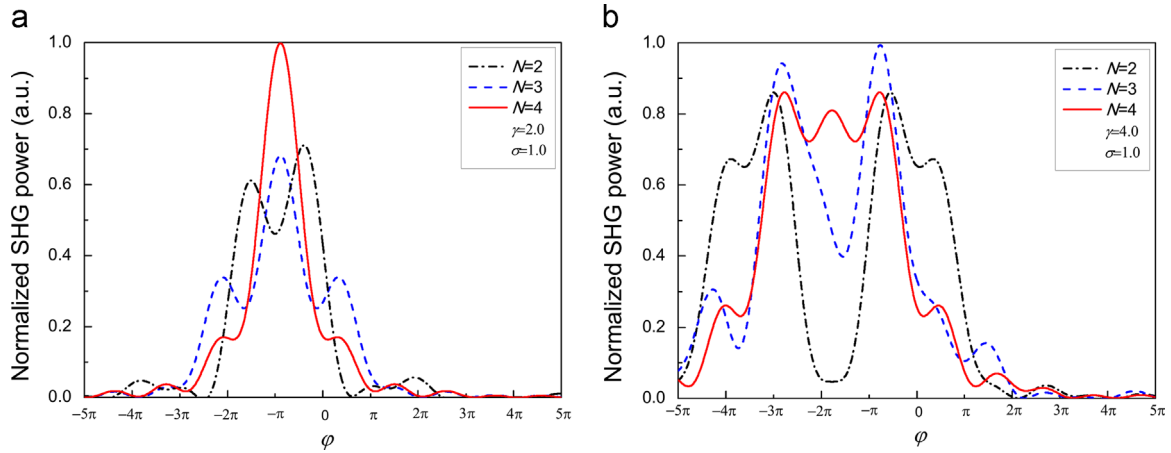 a
1.0
0.8
0.6
0.4
0.2
0.0
Normalized SHG power (a.u.)
N=2
N=3
N=4
γ=2.0
σ=1.0
−5π −4π −3π −2π −π 0 π 2π 3π 4π 5π
φ
b
1.0
0.8
0.6
0.4
0.2
0.0
Normalized SHG power (a.u.)
N=2
N=3
N=4
γ=4.0
σ=1.0
−5π −4π −3π −2π −π 0 π 2π 3π 4π 5π
φ